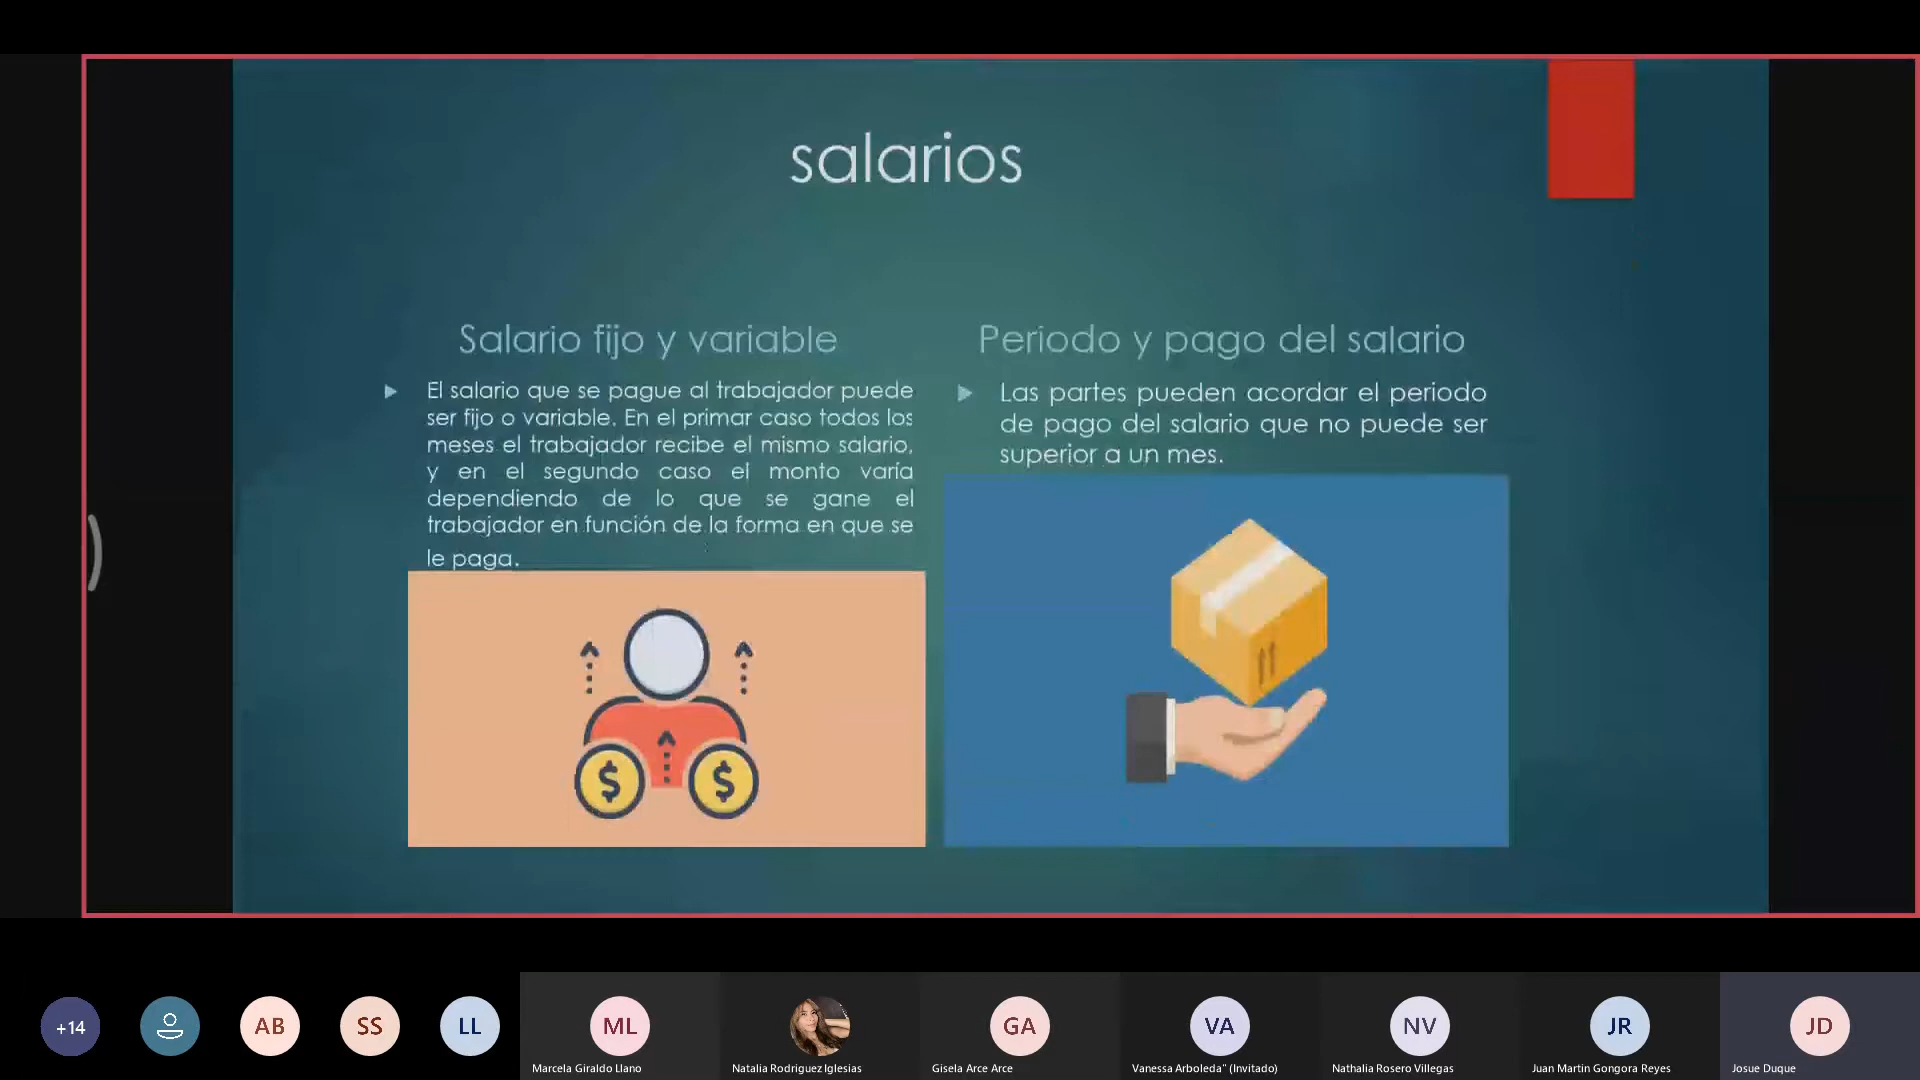 salarios
Salario fijo y variable
El salario que se pague al trabajador puede
ser fijo o variable. En el primar caso todos los
meses el trabajador recibe el mismo salario,
y en el segundo caso el monto varía
dependiendo de lo que se gane el
trabajador en función de la forma en que se
le paga.
$ $
Periodo y pago del salario
Las partes pueden acordar el periodo
de pago del salario que no puede ser
superior a un mes.
+14
AB
SS
LL
ML
Marcela Giraldo Llano
Natalia Rodriguez Iglesias
GA
Gisela Arce Arce
VA
Vanessa Arboleda" (Invitado)
NV
Nathalia Rosero Villegas
JR
Juan Martin Gongora Reyes
JD
Josue Duque